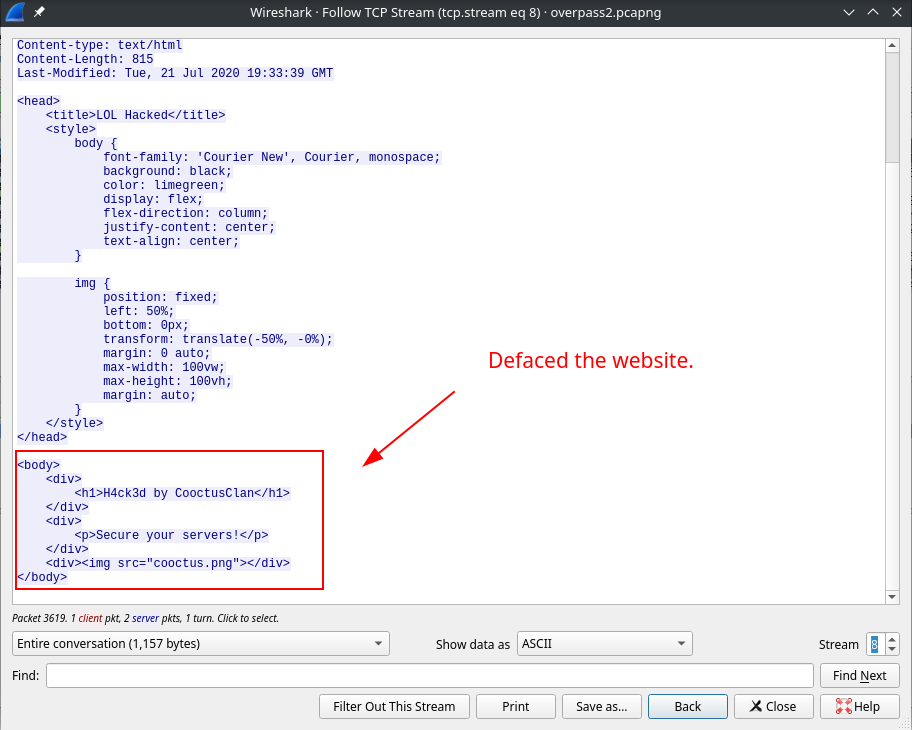 Wireshark · Follow TCP Stream (tcp.stream eq 8) · overpass2.pcapng
Content-type: text/html
Content-Length: 815
Last-Modified: Tue, 21 Jul 2020 19:33:39 GMT
<head>
    <title>LOL Hacked</title>
    <style>
        body {
            font-family: 'Courier New', Courier, monospace;
            background: black;
            color: limegreen;
            display: flex;
            flex-direction: column;
            justify-content: center;
            text-align: center;
        }
        img {
            position: fixed;
            left: 50%;
            bottom: 0px;
            transform: translate(-50%, -0%);
            margin: 0 auto;
            max-width: 100vw;
            max-height: 100vh;
            margin: auto;
        }
    </style>
</head>
Defaced the website.
<body>
    <div>
        <h1>H4ck3d by CooctusClan</h1>
    </div>
    <div>
        <p>Secure your servers!</p>
    </div>
    <div><img src="cooctus.png"></div>
</body>
Packet 3619. 1 client pkt, 2 server pkts, 1 turn. Click to select.
Entire conversation (1,157 bytes) Show data as ASCII Stream 8
Find: Find Next
Filter Out This Stream Print Save as... Back Close Help